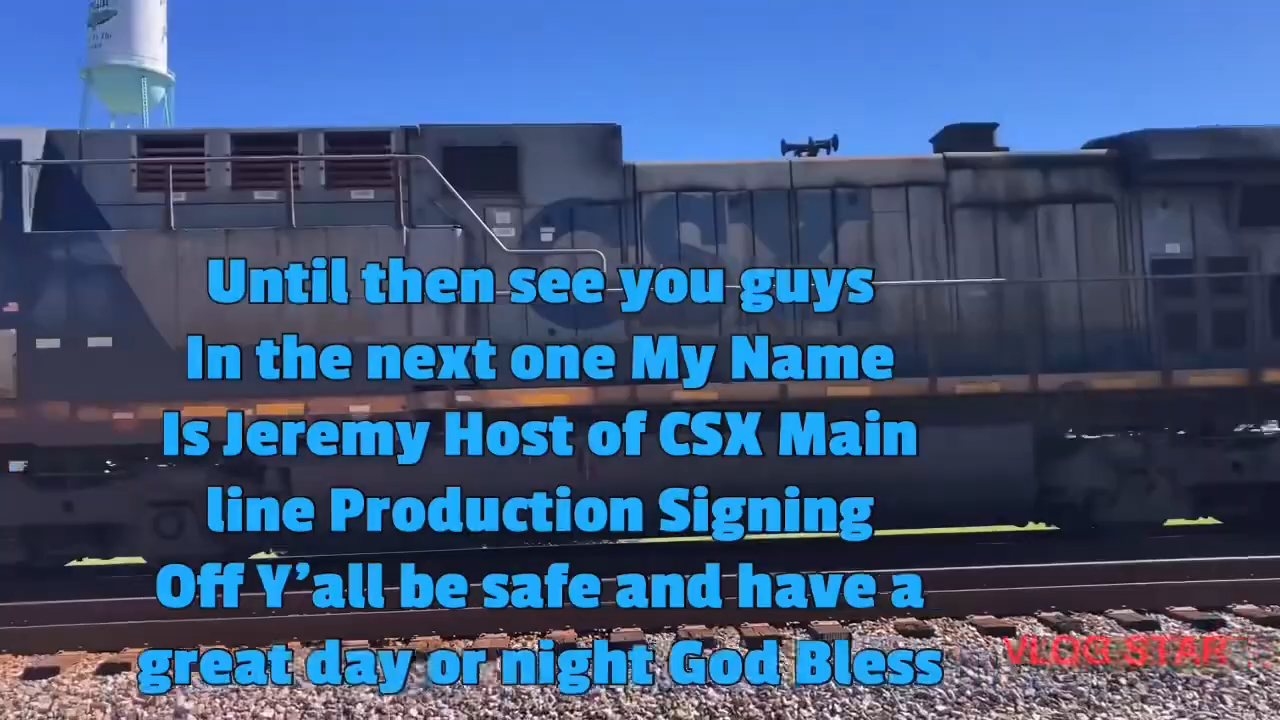 CSX
Until then see you guys
In the next one My Name
Is Jeremy Host of CSX Main
line Production Signing
Off Y'all be safe and have a
great day or night God Bless
VLOG STAR